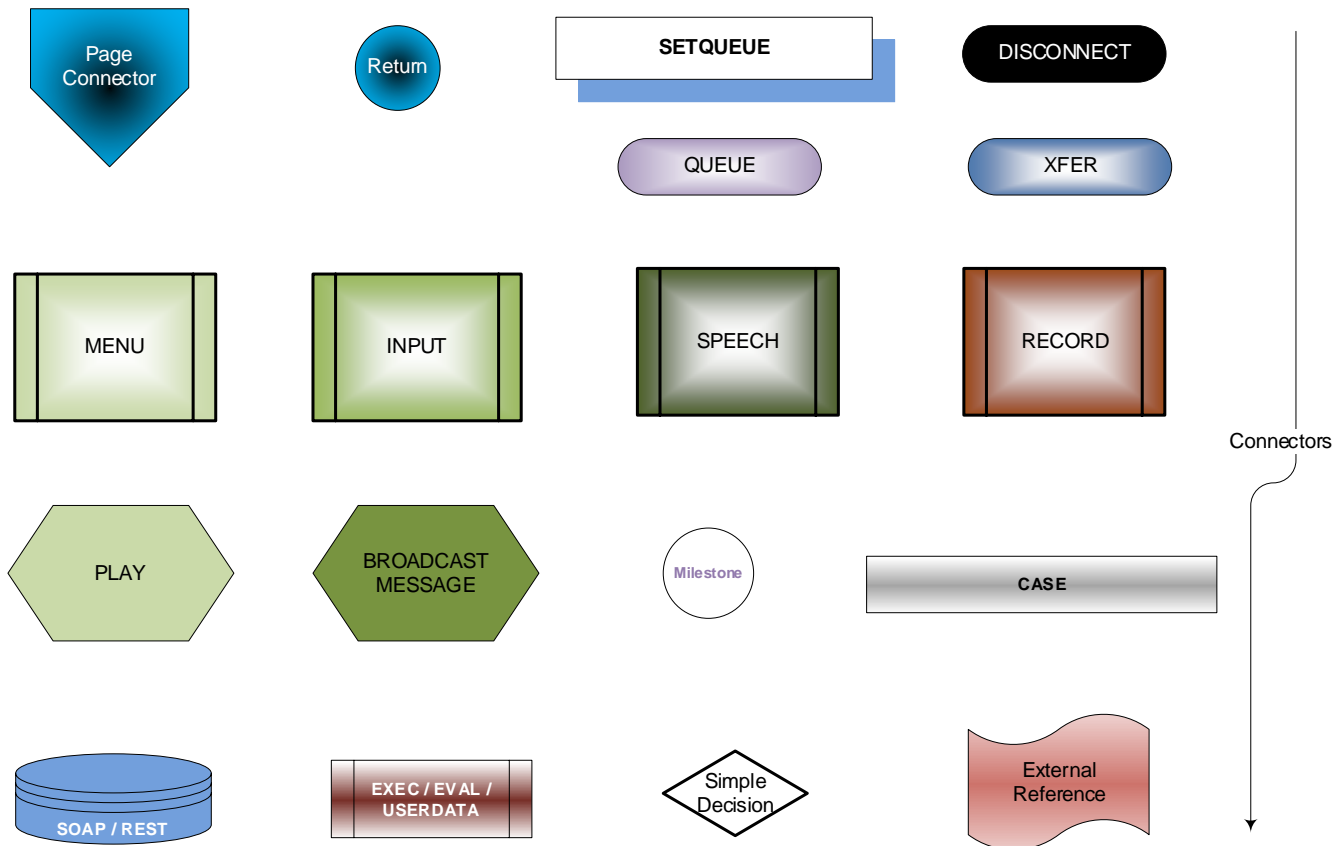 Page
Connector
Return
SETQUEUE
DISCONNECT
QUEUE
XFER
MENU
INPUT
SPEECH
RECORD
Connectors
PLAY
BROADCAST
MESSAGE
Milestone
CASE
SOAP / REST
EXEC / EVAL /
USERDATA
Simple
Decision
External
Reference